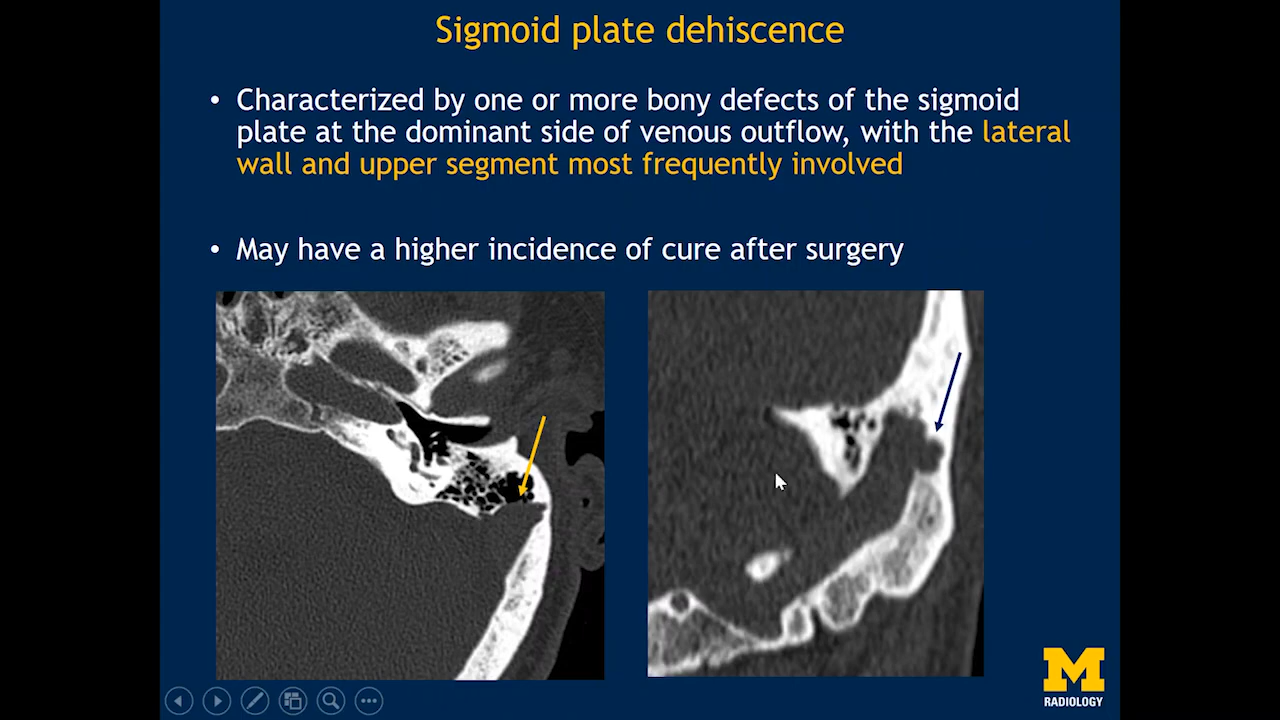 Sigmoid plate dehiscence
• Characterized by one or more bony defects of the sigmoid
plate at the dominant side of venous outflow, with the lateral
wall and upper segment most frequently involved
• May have a higher incidence of cure after surgery
M
RADIOLOGY